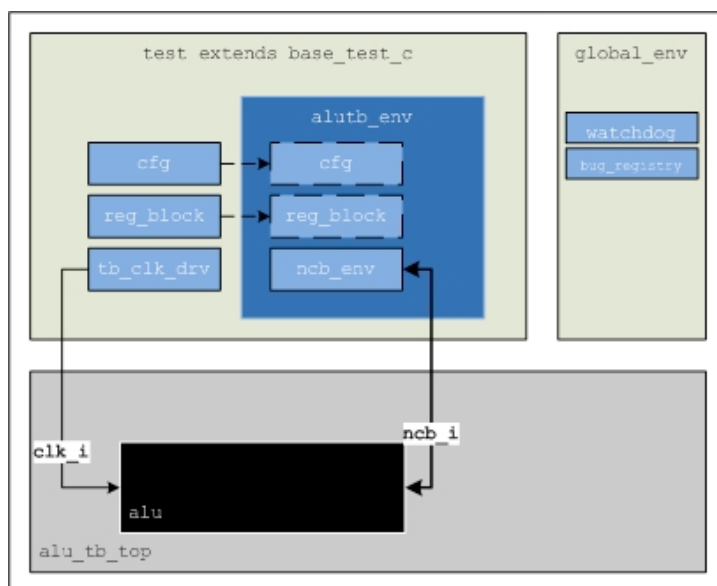 test extends base_test_c
global_env
alutb_env
watchdog
bug_registry
cfg
cfg
reg_block
reg_block
tb_clk_drv
ncb_env
clk_i
ncb_i
alu
alu_tb_top